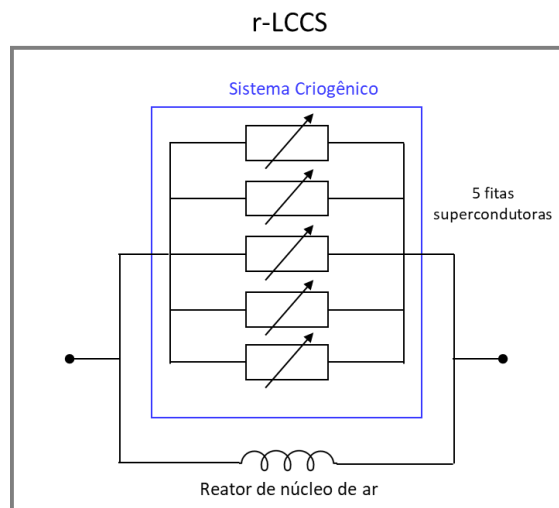 r-LCCS
Sistema Criogênico
5 fitas
supercondutoras
Reator de núcleo de ar